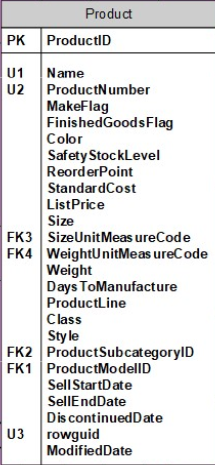 Product
PK ProductID
U1 Name
U2 ProductNumber
MakeFlag
FinishedGoodsFlag
Color
SafetyStockLevel
ReorderPoint
StandardCost
ListPrice
Size
FK3 SizeUnitMeasureCode
FK4 WeightUnitMeasureCode
Weight
DaysToManufacture
ProductLine
Class
Style
FK2 ProductSubcategoryID
FK1 ProductModelID
SellStartDate
SellEndDate
DiscontinuedDate
U3 rowguid
ModifiedDate